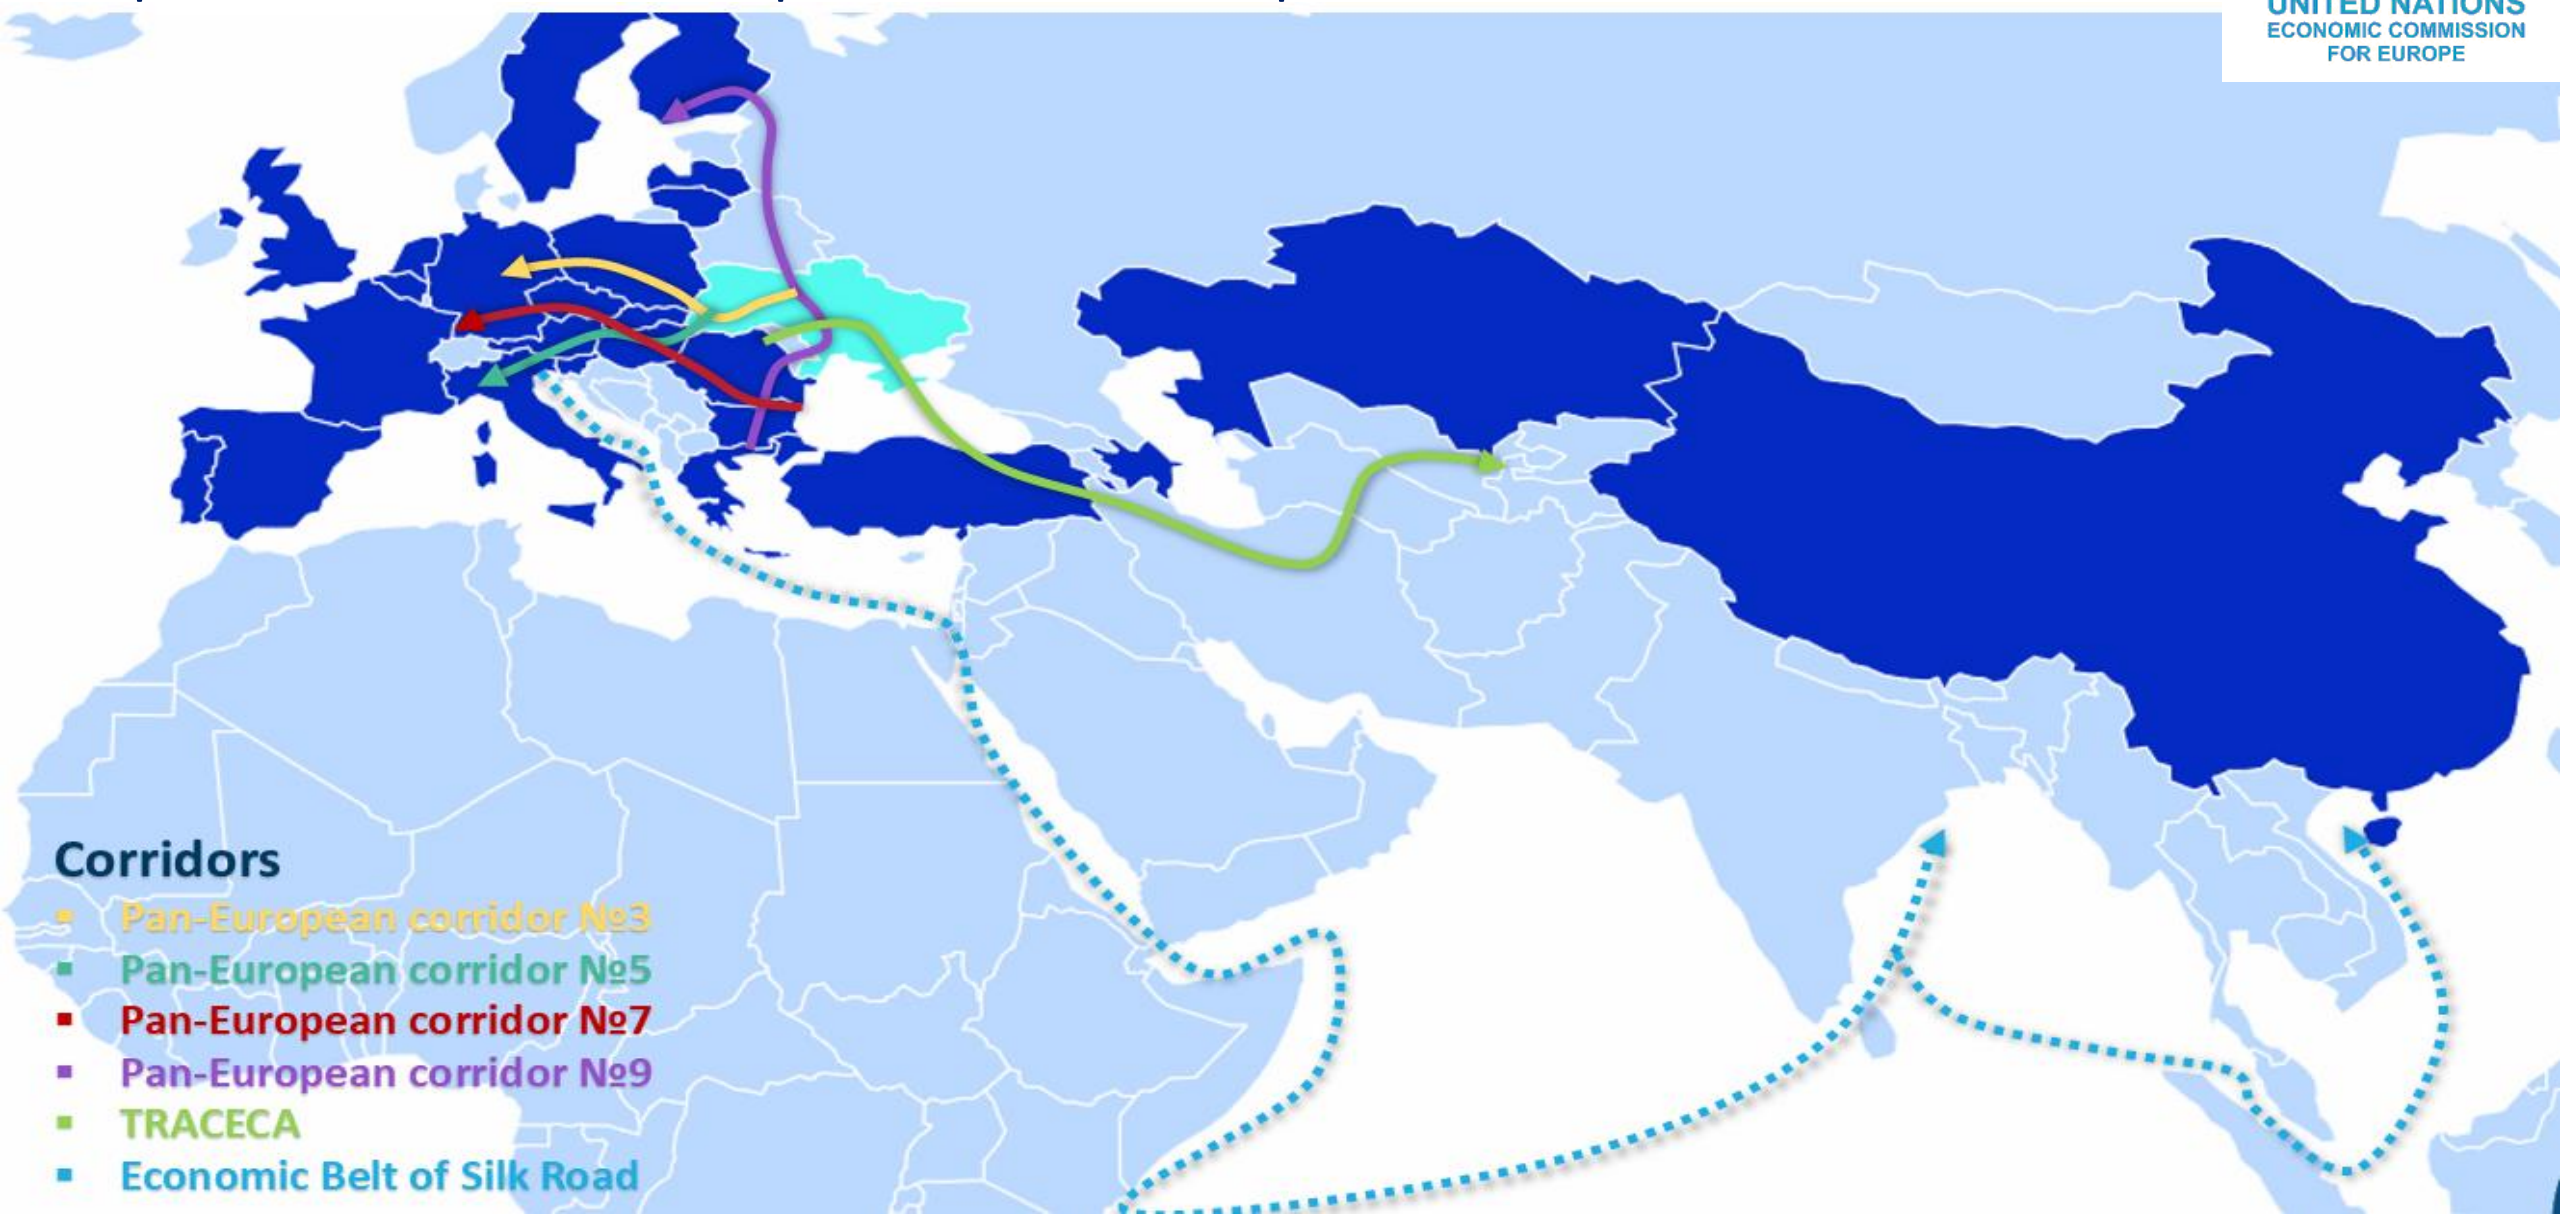 UNITED NATIONS
ECONOMIC COMMISSION
FOR EUROPE
Corridors
Pan-European corridor №3
Pan-European corridor №5
Pan-European corridor №7
Pan-European corridor №9
TRACECA
Economic Belt of Silk Road